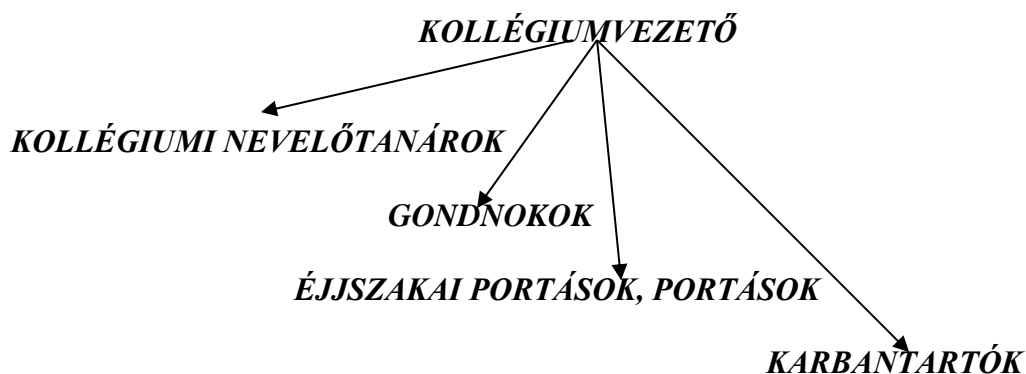 KOLLÉGIUMVEZETŐ
KOLLÉGIUMI NEVELŐTANÁROK
GONDNOKOK
ÉJJSZAKAI PORTÁSOK, PORTÁSOK
KARBANTARTÓK